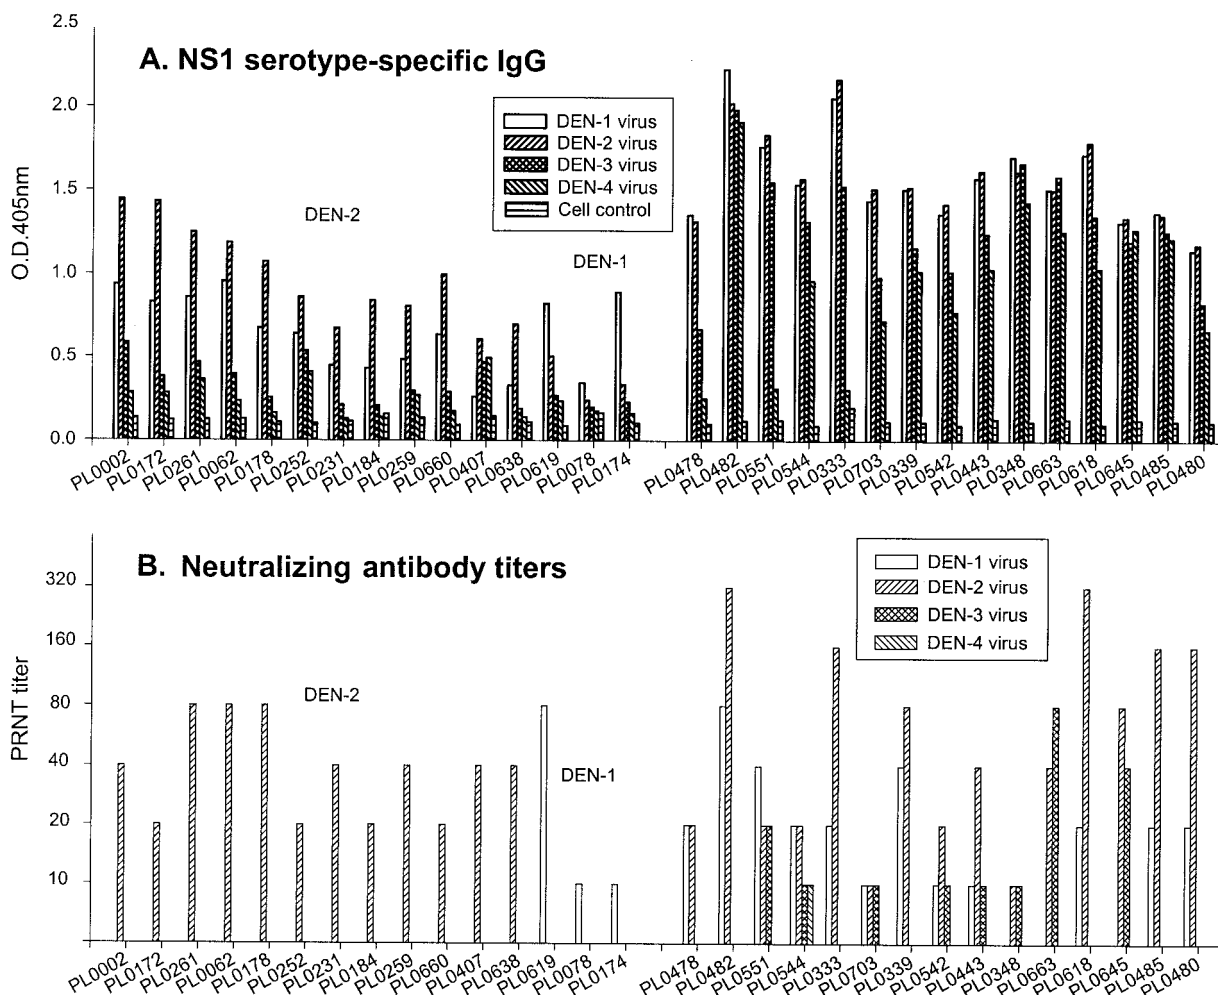 A. NS1 serotype-specific IgG
O.D.405nm
2.5
2.0
1.5
1.0
0.5
0.0
DEN-1 virus
DEN-2 virus
DEN-3 virus
DEN-4 virus
Cell control
DEN-2
DEN-1
PL0002
PL0172
PL0261
PL0062
PL0178
PL0252
PL0231
PL0184
PL0259
PL0660
PL0407
PL0638
PL0619
PL0078
PL0174
PL0478
PL0482
PL0551
PL0544
PL0333
PL0703
PL0339
PL0542
PL0443
PL0348
PL0663
PL0618
PL0645
PL0485
PL0480
B. Neutralizing antibody titers
PRNT titer
320
160
80
40
20
10
DEN-1 virus
DEN-2 virus
DEN-3 virus
DEN-4 virus
DEN-2
DEN-1
PL0002
PL0172
PL0261
PL0062
PL0178
PL0252
PL0231
PL0184
PL0259
PL0660
PL0407
PL0638
PL0619
PL0078
PL0174
PL0478
PL0482
PL0551
PL0544
PL0333
PL0703
PL0339
PL0542
PL0443
PL0348
PL0663
PL0618
PL0645
PL0485
PL0480